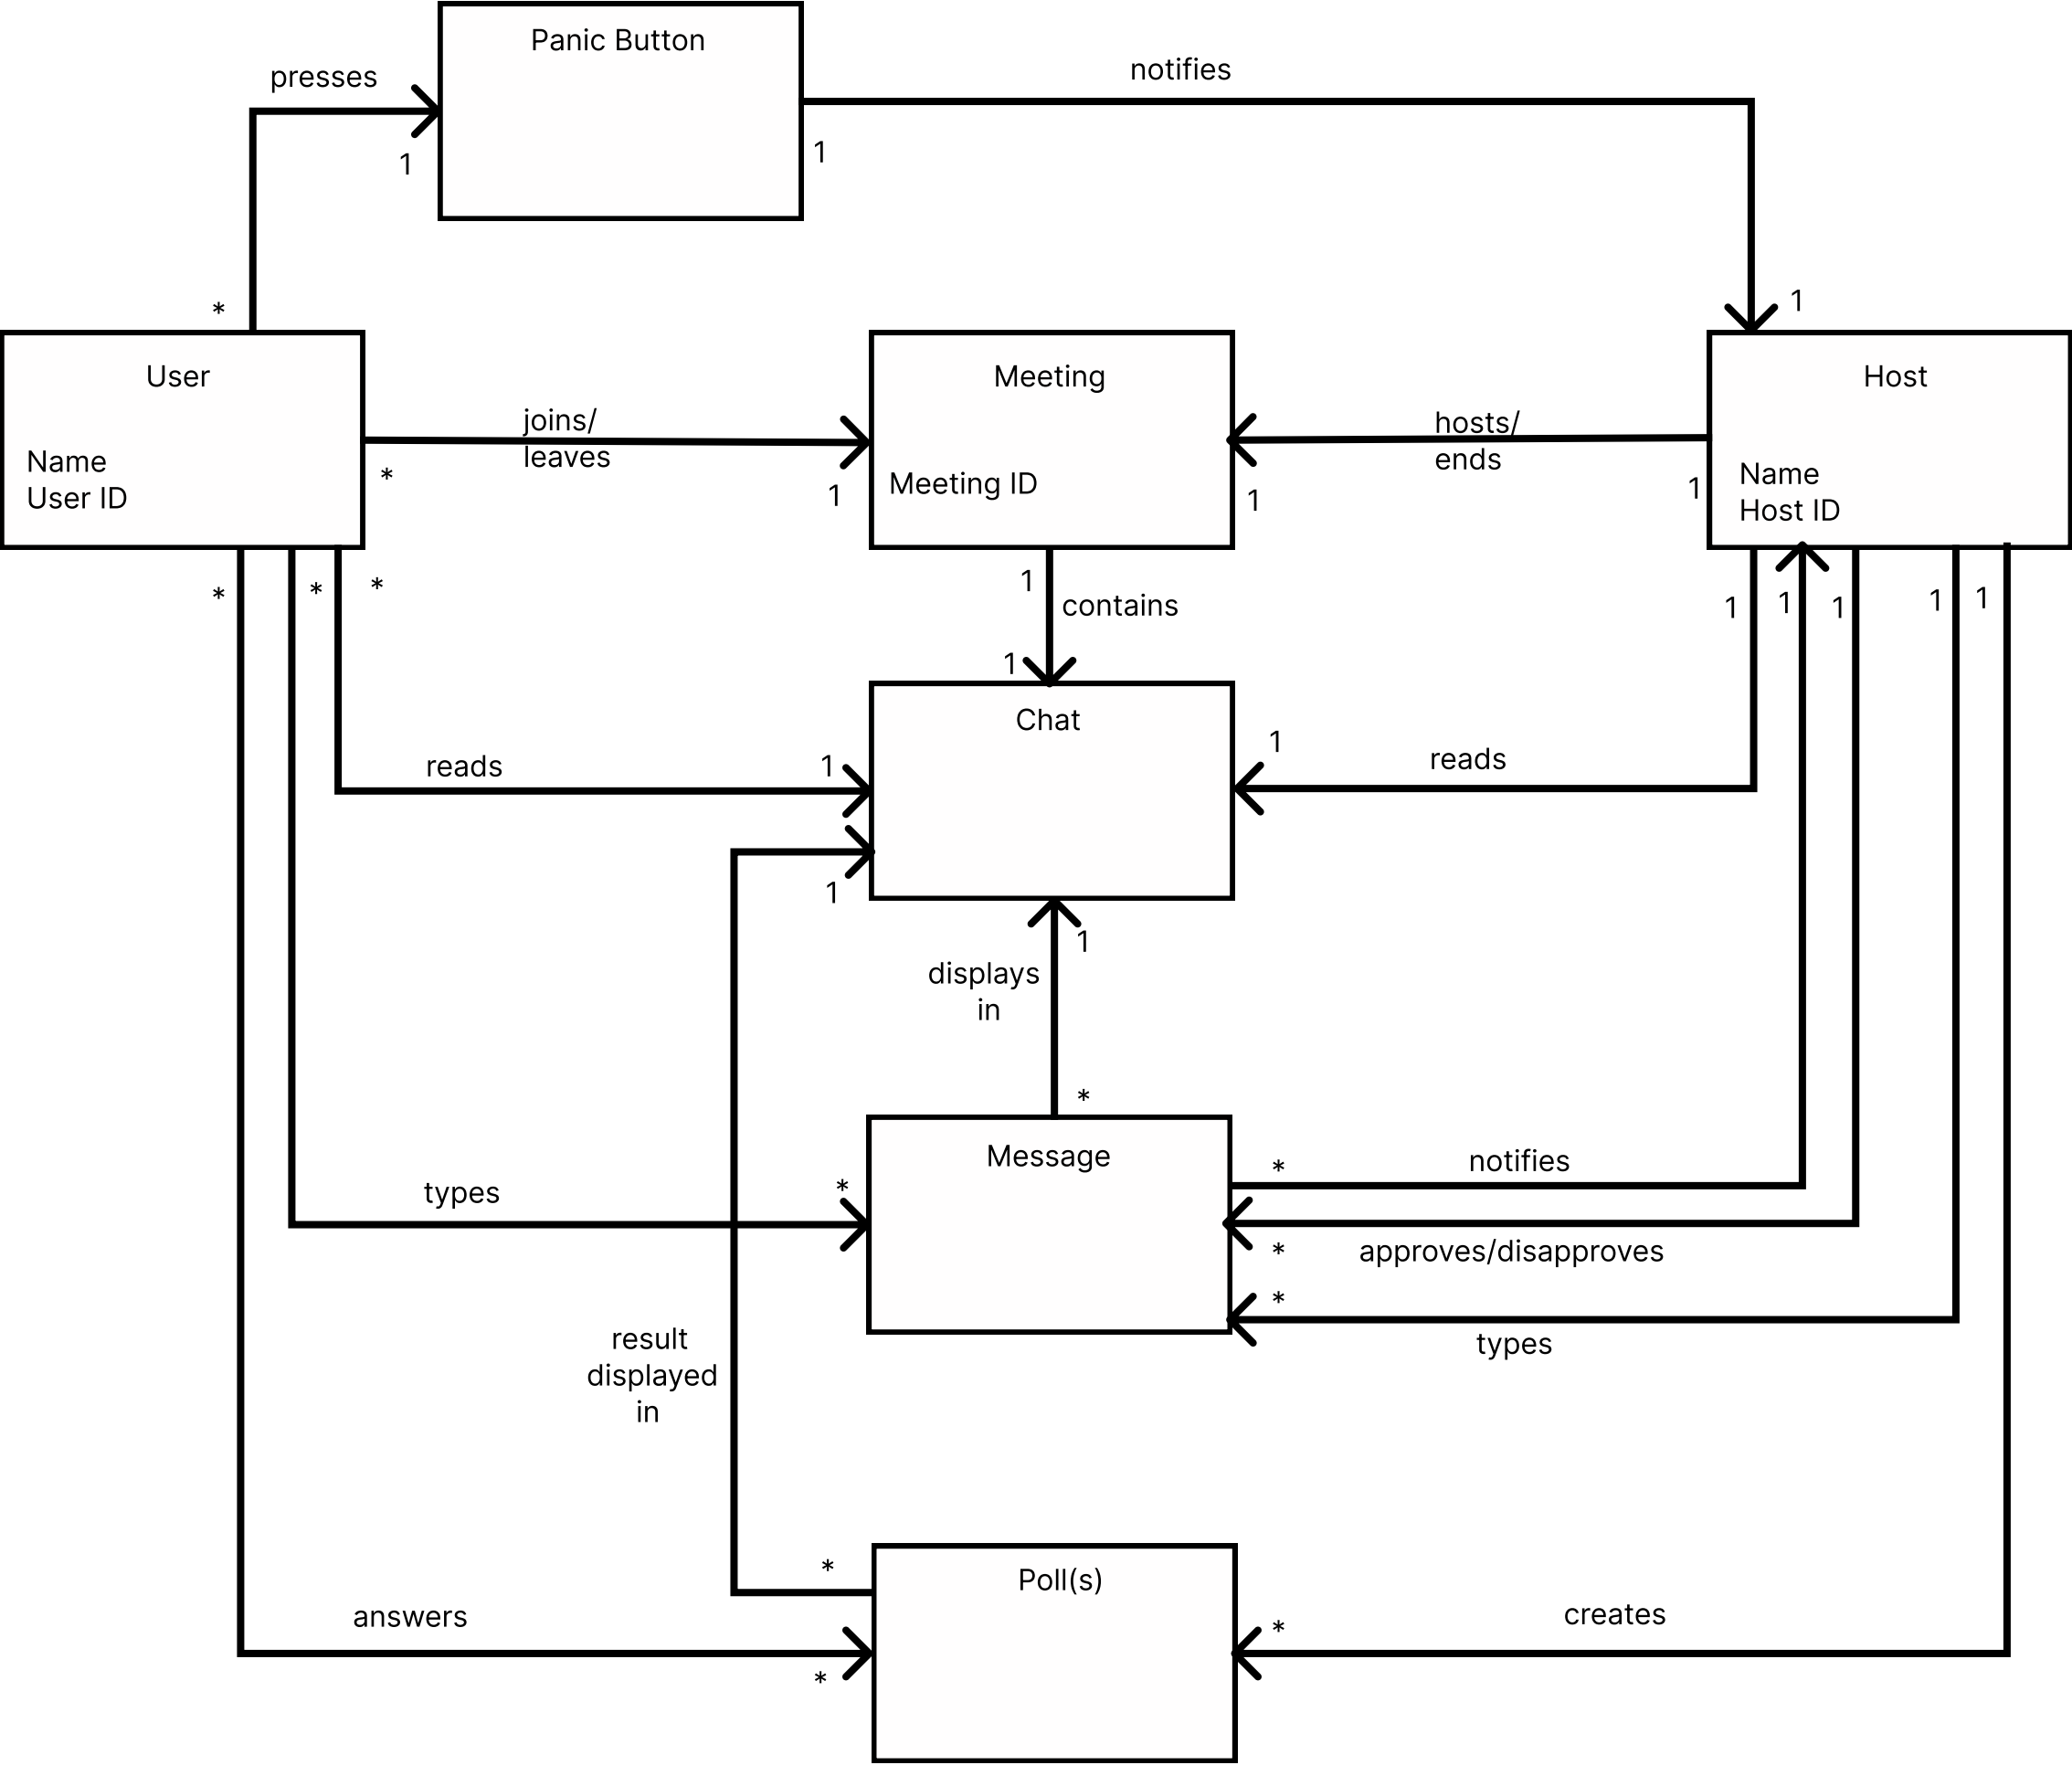 Panic Button
presses
notifies
1
1
*
1
User
Name
User ID
joins/
leaves
*
1
Meeting
Meeting ID
hosts/
ends
1
1
Host
Name
Host ID
*
*
*
1
contains
1
1
1
1
1
1
Chat
reads
1
1
reads
1
1
displays
in
*
Message
types
*
*
notifies
*
approves/disapproves
*
types
result
displayed
in
*
Poll(s)
answers
*
*
creates